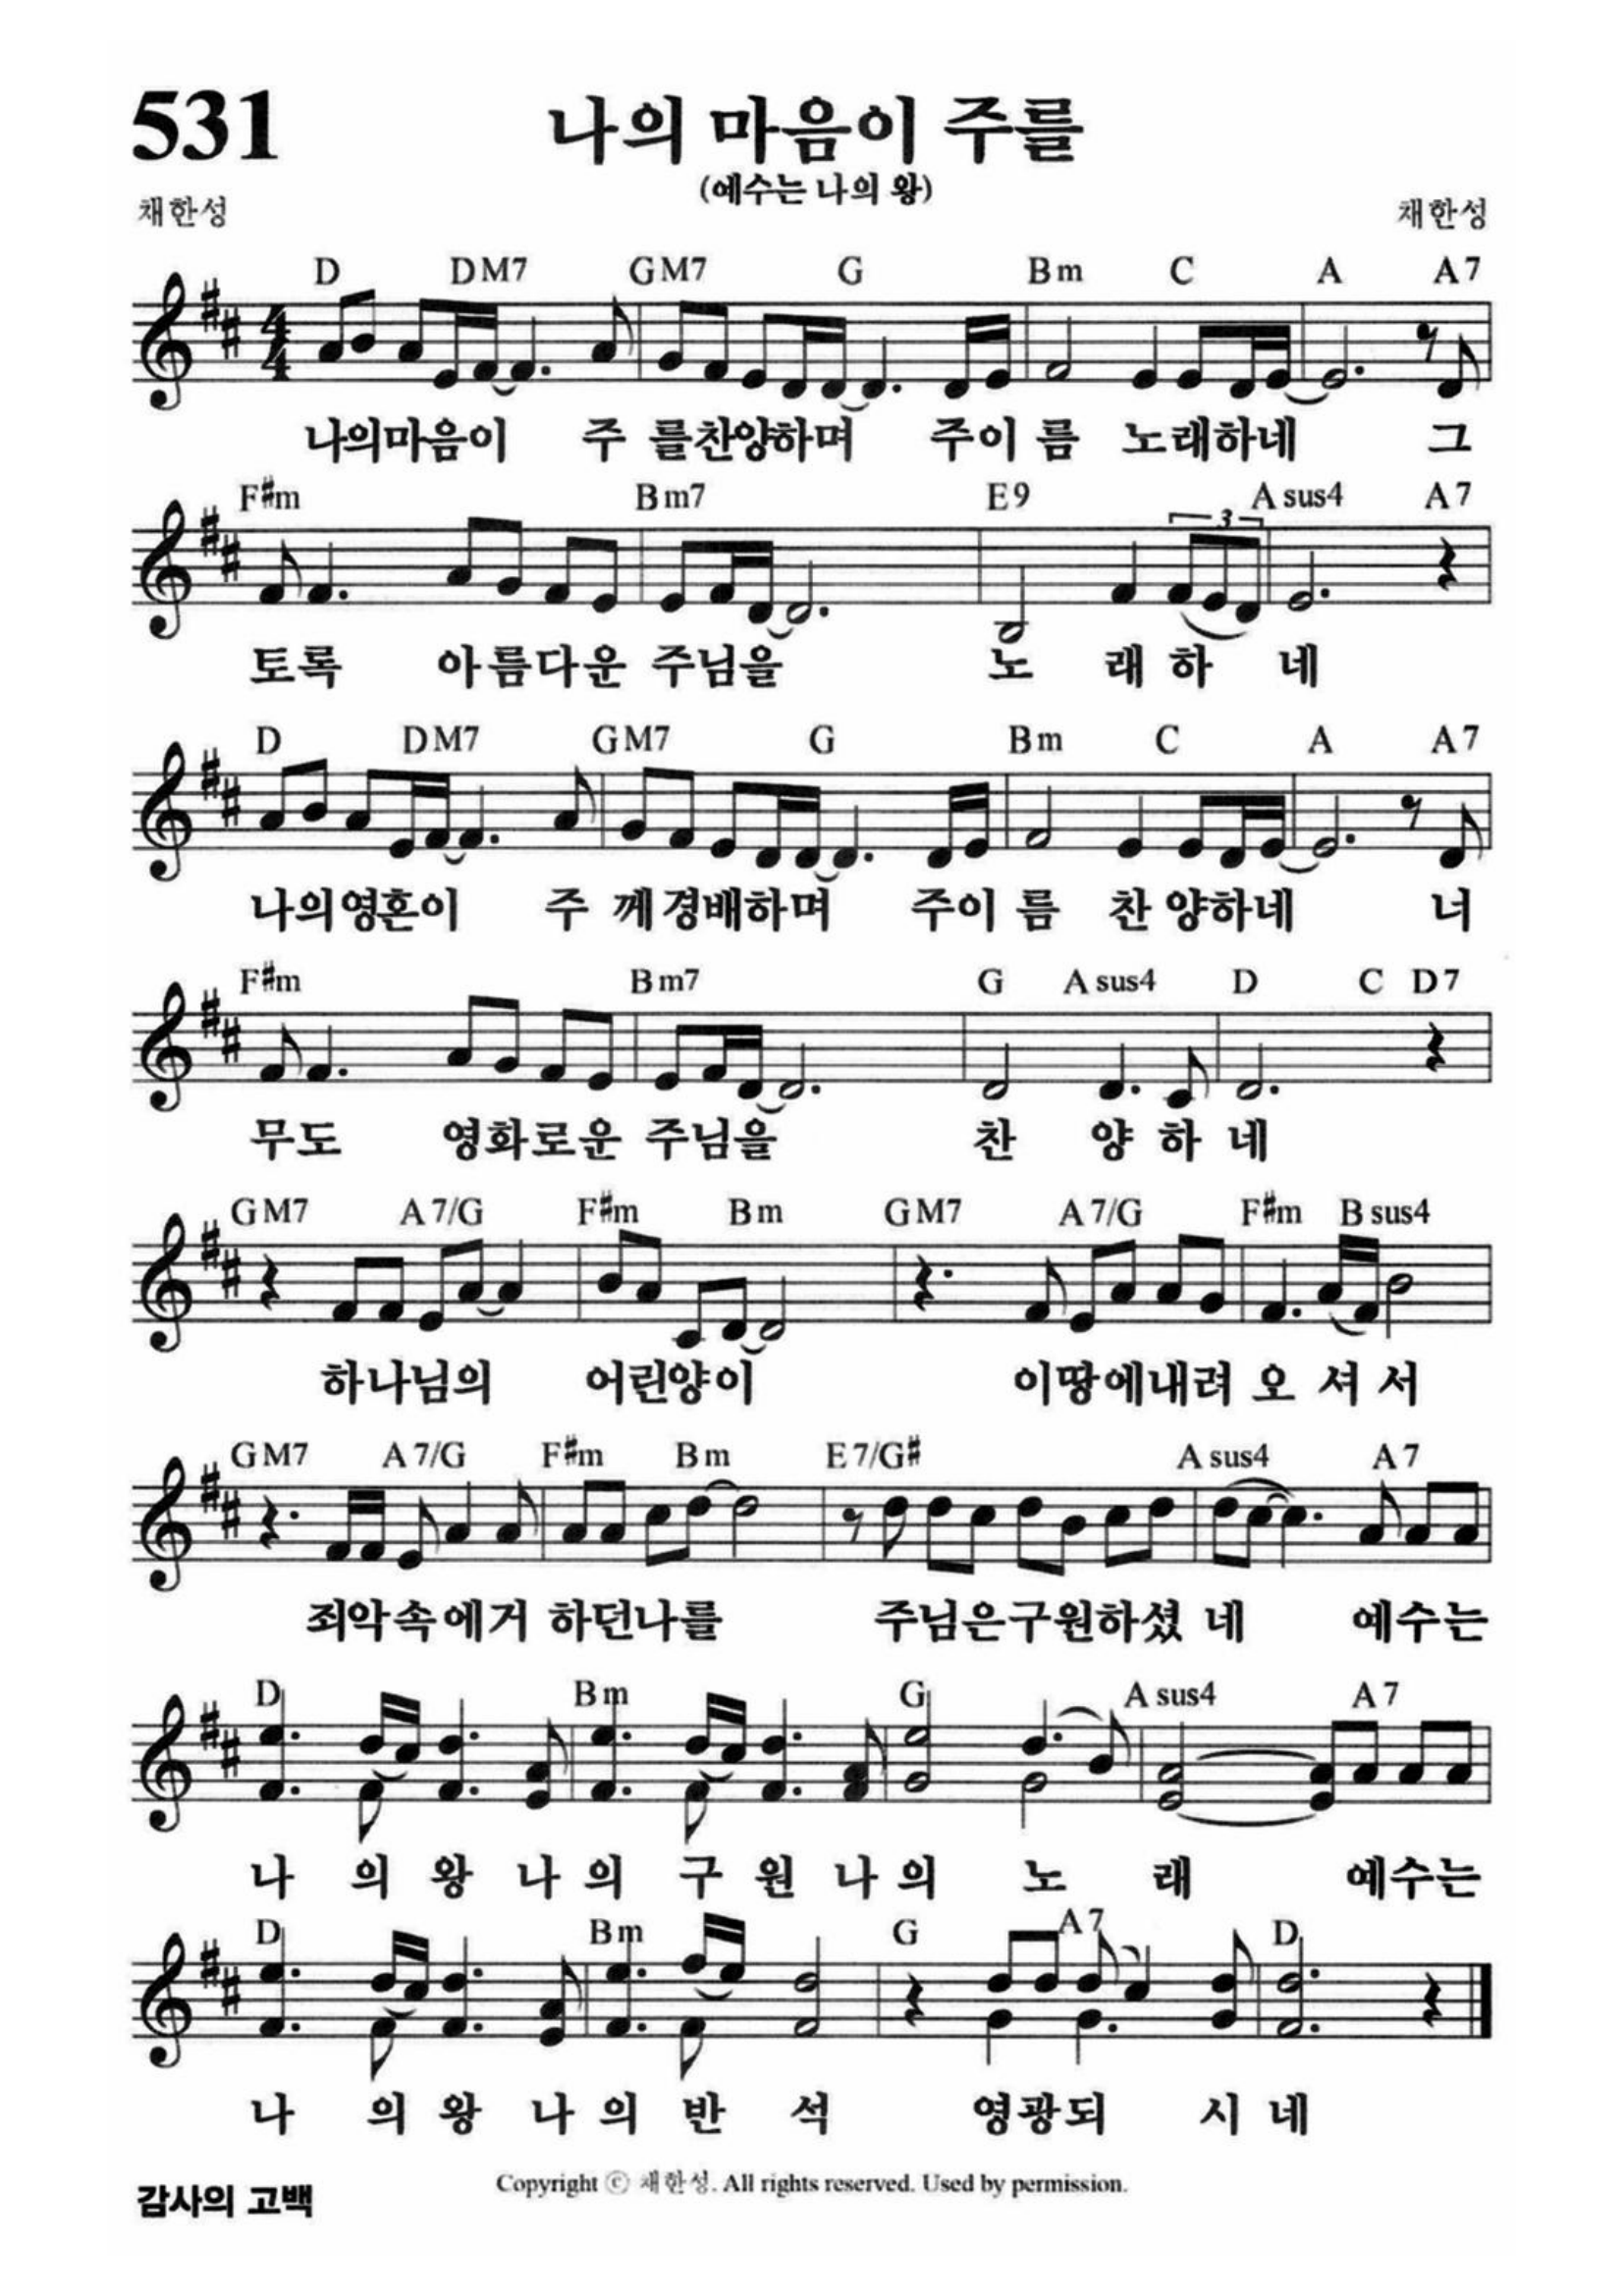 531
나의 마음이 주를
(예수는 나의 왕)
채한성 채한성
D DM7 GM7 G Bm C A A7
나의마음이 주 를찬양하며 주이 름 노래하네 그
F#m Bm7 E9 Asus4 A7
3
토록 아름다운 주님을 노 래 하 네
D DM7 GM7 G Bm C A A7
나의영혼이 주 께경배하며 주이 름 찬양하네 너
F#m Bm7 G Asus4 D C D7
무도 영화로운 주님을 찬 양 하 네
GM7 A7/G F#m Bm GM7 A7/G F#m Bsus4
하나님의 어린양이 이땅에내려 오 셔 서
GM7 A7/G F#m Bm E7/G# Asus4 A7
죄악속에거 하던나를 주님은구원하셨 네 예수는
D Bm G Asus4 A7
나 의 왕 나 의 구 원 나 의 노 래 예수는
D Bm G A7 D
나 의 왕 나 의 반 석 영광되 시 네
Copyright ⓒ 채한성. All rights reserved. Used by permission.
감사의 고백